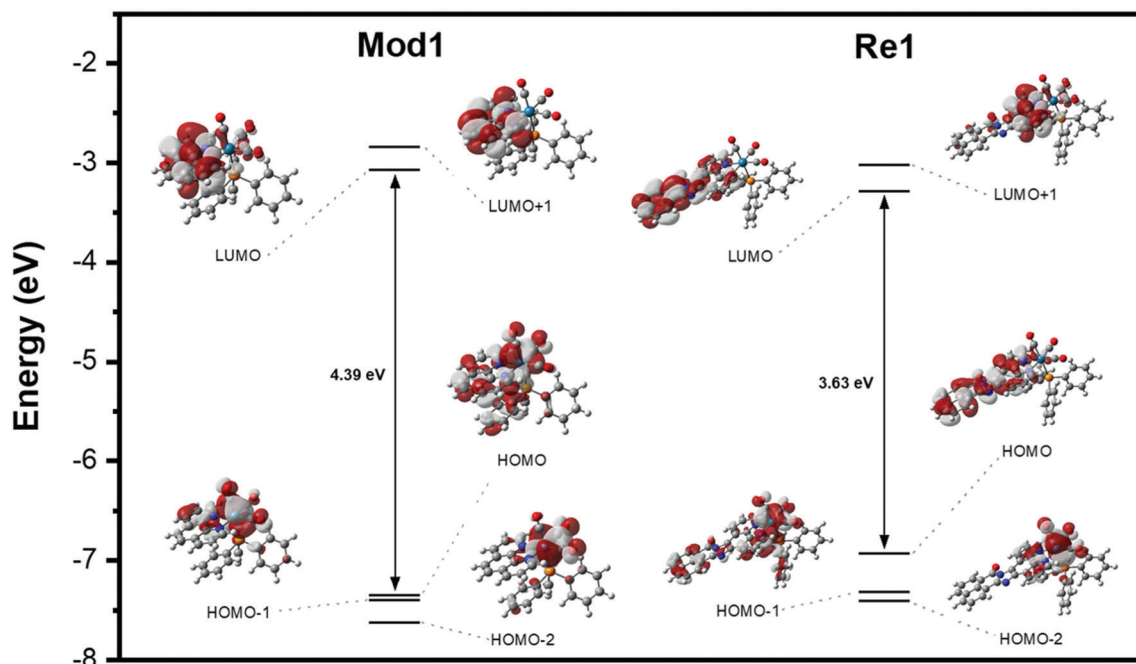 Mod1
Re1
Energy (eV)
-2
-3
-4
-5
-6
-7
-8
LUMO+1
LUMO
4.39 eV
HOMO
HOMO-1
HOMO-2
LUMO+1
LUMO
3.63 eV
HOMO
HOMO-1
HOMO-2